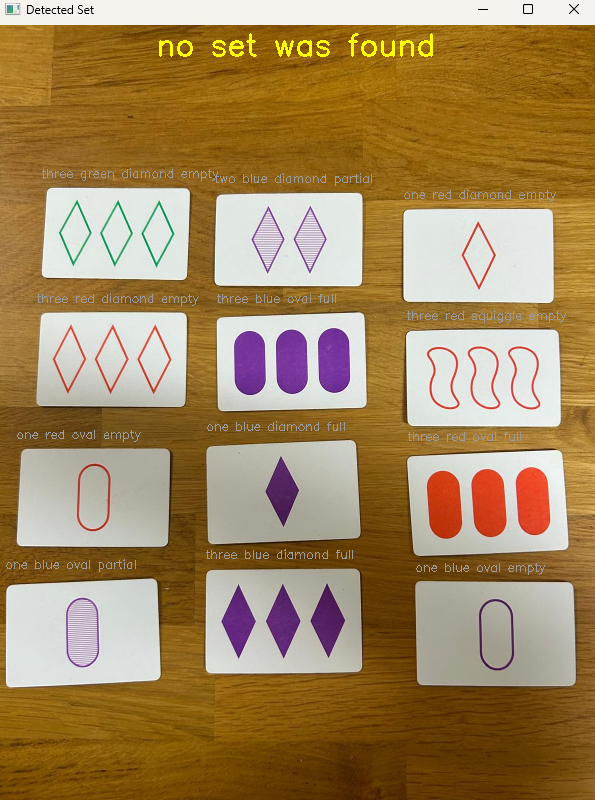 Detected Set
no set was found
three green diamond empty
two blue diamond partial
one red diamond empty
three red diamond empty
three blue oval full
three red squiggle empty
one red oval empty
one blue diamond full
three red oval full
one blue oval partial
three blue diamond full
one blue oval empty